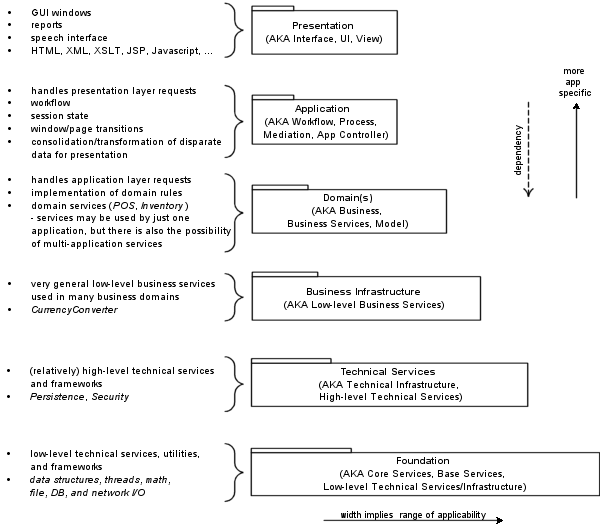 • GUI windows
• reports
• speech interface
• HTML, XML, XSLT, JSP, Javascript, ...
Presentation
(AKA Interface, UI, View)
more
app
specific
dependency
• handles presentation layer requests
• workflow
• session state
• window/page transitions
• consolidation/transformation of disparate
data for presentation
Application
(AKA Workflow, Process,
Mediation, App Controller)
• handles application layer requests
• implementation of domain rules
• domain services (POS, Inventory )
- services may be used by just one
application, but there is also the possibility
of multi-application services
Domain(s)
(AKA Business,
Business Services, Model)
• very general low-level business services
used in many business domains
• CurrencyConverter
Business Infrastructure
(AKA Low-level Business Services)
• (relatively) high-level technical services
and frameworks
• Persistence, Security
Technical Services
(AKA Technical Infrastructure,
High-level Technical Services)
• low-level technical services, utilities,
and frameworks
• data structures, threads, math,
file, DB, and network I/O
Foundation
(AKA Core Services, Base Services,
Low-level Technical Services/Infrastructure)
width implies range of applicability